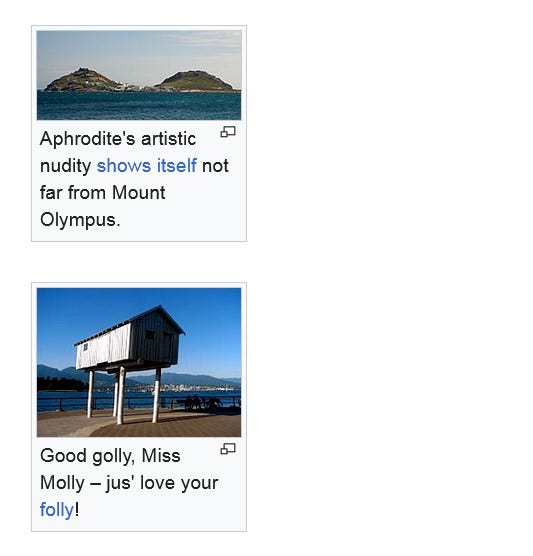 Aphrodite's artistic
nudity shows itself not
far from Mount
Olympus.
Good golly, Miss
Molly – jus' love your
folly!